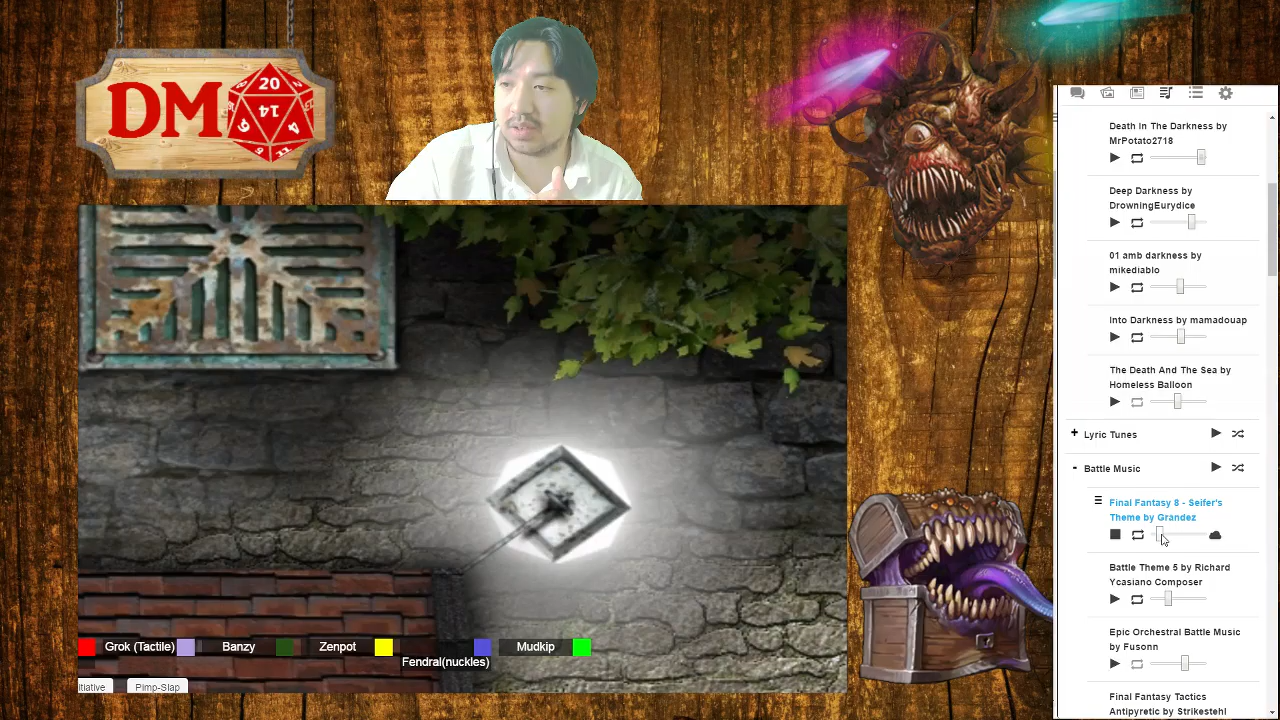 DM
20
14
Death In The Darkness by
MrPotato2718
Deep Darkness by
DrowningEurydice
01 amb darkness by
mikediablo
Into Darkness by mamadouap
The Death And The Sea by
Homeless Balloon
+ Lyric Tunes
- Battle Music
Final Fantasy 8 - Seifer's
Theme by Grandez
Battle Theme 5 by Richard
Ycasiano Composer
Epic Orchestral Battle Music
by Fusonn
Final Fantasy Tactics
Antipyretic by Strikestehl
Grok (Tactile)
Banzy
Zenpot
Fendral(nuckles)
Mudkip
itiative
Pimp-Slap